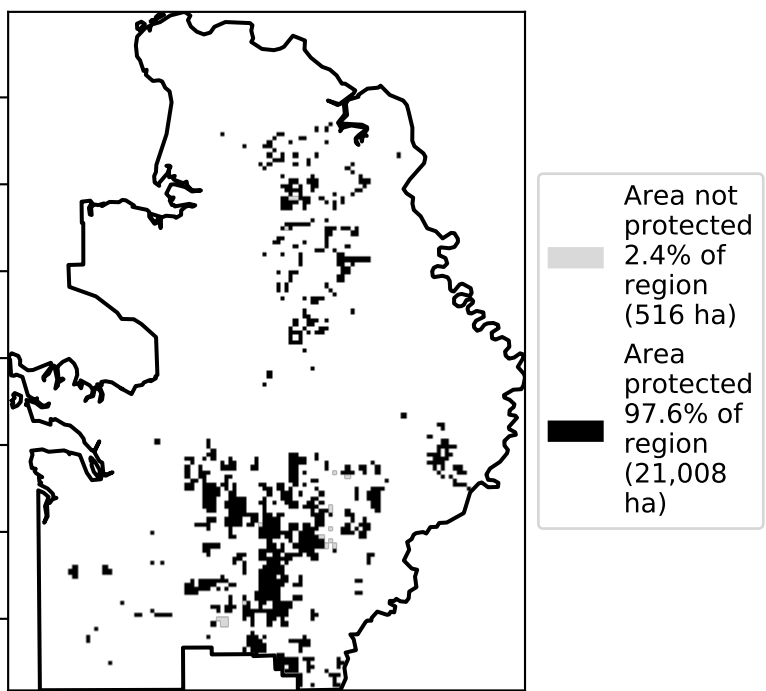 Area not
protected
2.4% of
region
(516 ha)
Area
protected
97.6% of
region
(21,008
ha)